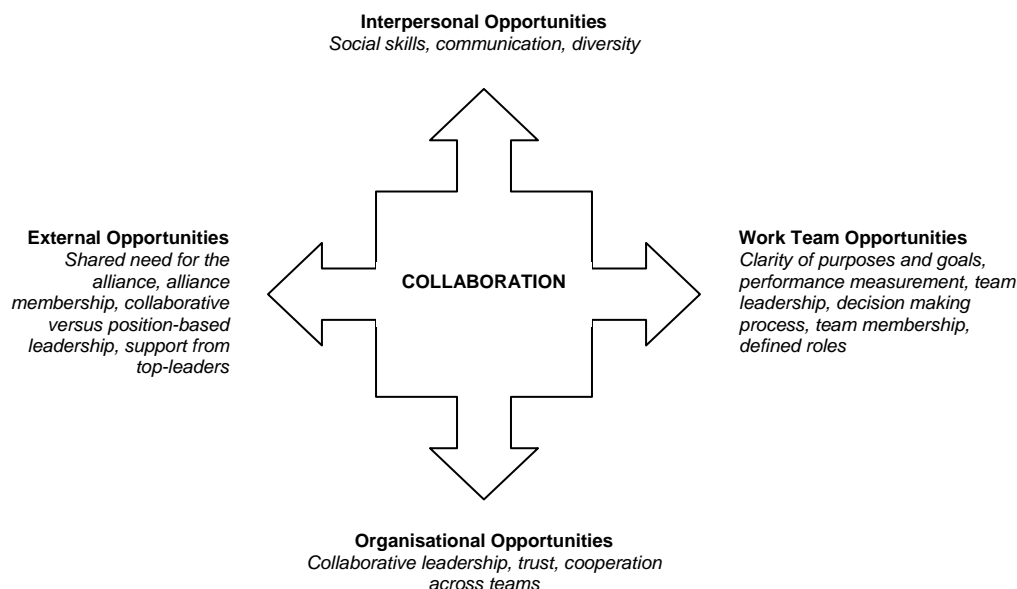 Interpersonal Opportunities
Social skills, communication, diversity
External Opportunities
Shared need for the
alliance, alliance
membership, collaborative
versus position-based
leadership, support from
top-leaders
COLLABORATION
Work Team Opportunities
Clarity of purposes and goals,
performance measurement, team
leadership, decision making
process, team membership,
defined roles
Organisational Opportunities
Collaborative leadership, trust, cooperation
across teams